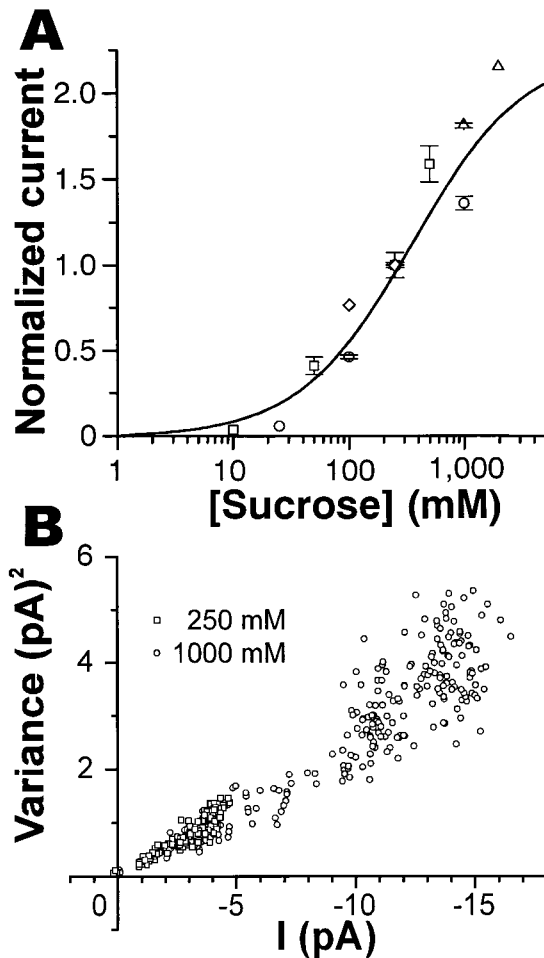 A
Normalized current
2.0
1.5
1.0
0.5
0
1
10
100
1,000
[Sucrose] (mM)
B
Variance (pA)²
6
4
2
250 mM
1000 mM
0
-5
-10
-15
I (pA)